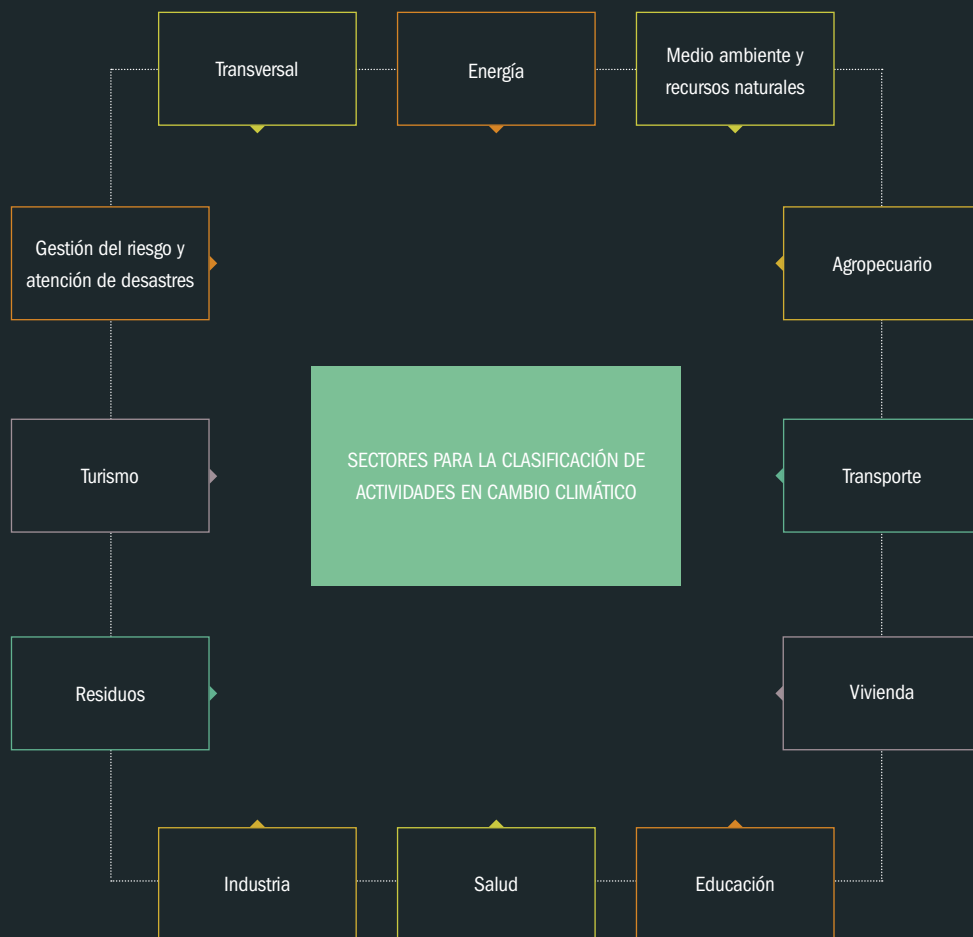 Transversal
Energía
Medio ambiente y
recursos naturales
Gestión del riesgo y
atención de desastres
Agropecuario
SECTORES PARA LA CLASIFICACIÓN DE
ACTIVIDADES EN CAMBIO CLIMÁTICO
Turismo
Transporte
Residuos
Vivienda
Industria
Salud
Educación